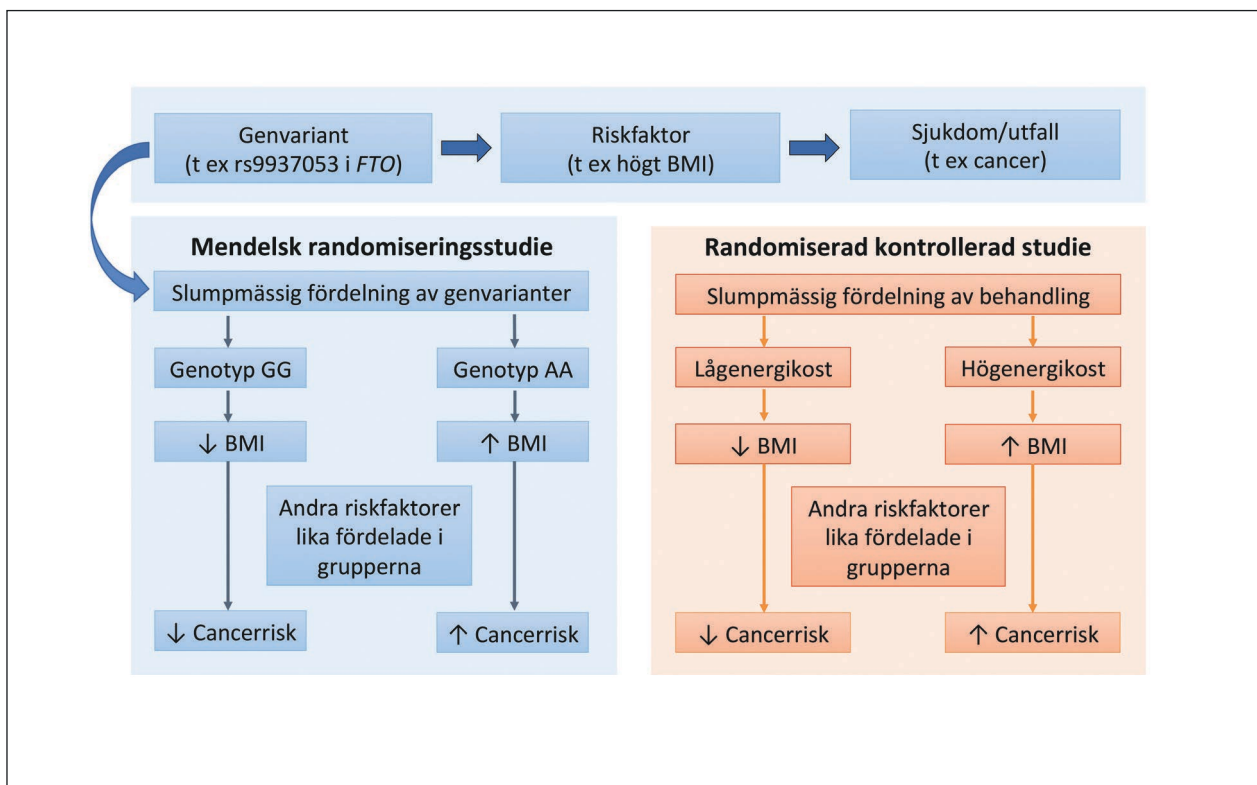 Genvariant
(t ex rs9937053 i FTO)
Riskfaktor
(t ex högt BMI)
Sjukdom/utfall
(t ex cancer)
Mendelsk randomiseringsstudie
Slumpmässig fördelning av genvarianter
Genotyp GG
Genotyp AA
↓ BMI
↑ BMI
Andra riskfaktorer
lika fördelade i
grupperna
↓ Cancerrisk
↑ Cancerrisk
Randomiserad kontrollerad studie
Slumpmässig fördelning av behandling
Lågenergikost
Högenergikost
↓ BMI
↑ BMI
Andra riskfaktorer
lika fördelade i
grupperna
↓ Cancerrisk
↑ Cancerrisk